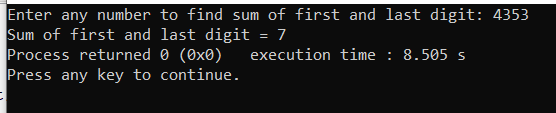 Enter any number to find sum of first and last digit: 4353
Sum of first and last digit = 7
Process returned 0 (0x0)   execution time : 8.505 s
Press any key to continue.